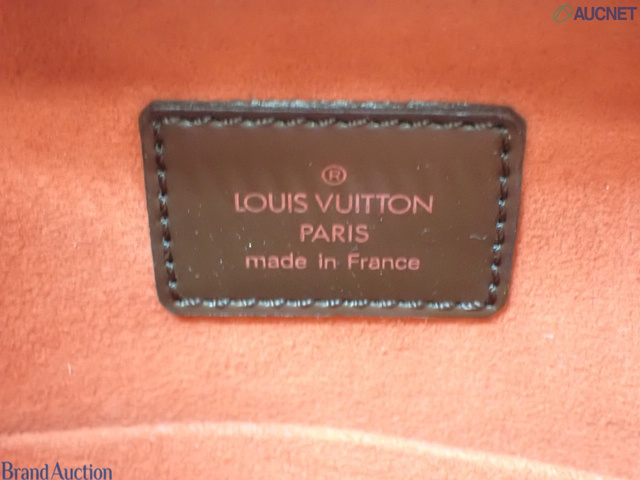 AUCNET
®
LOUIS VUITTON
PARIS
made in France
Brand Auction